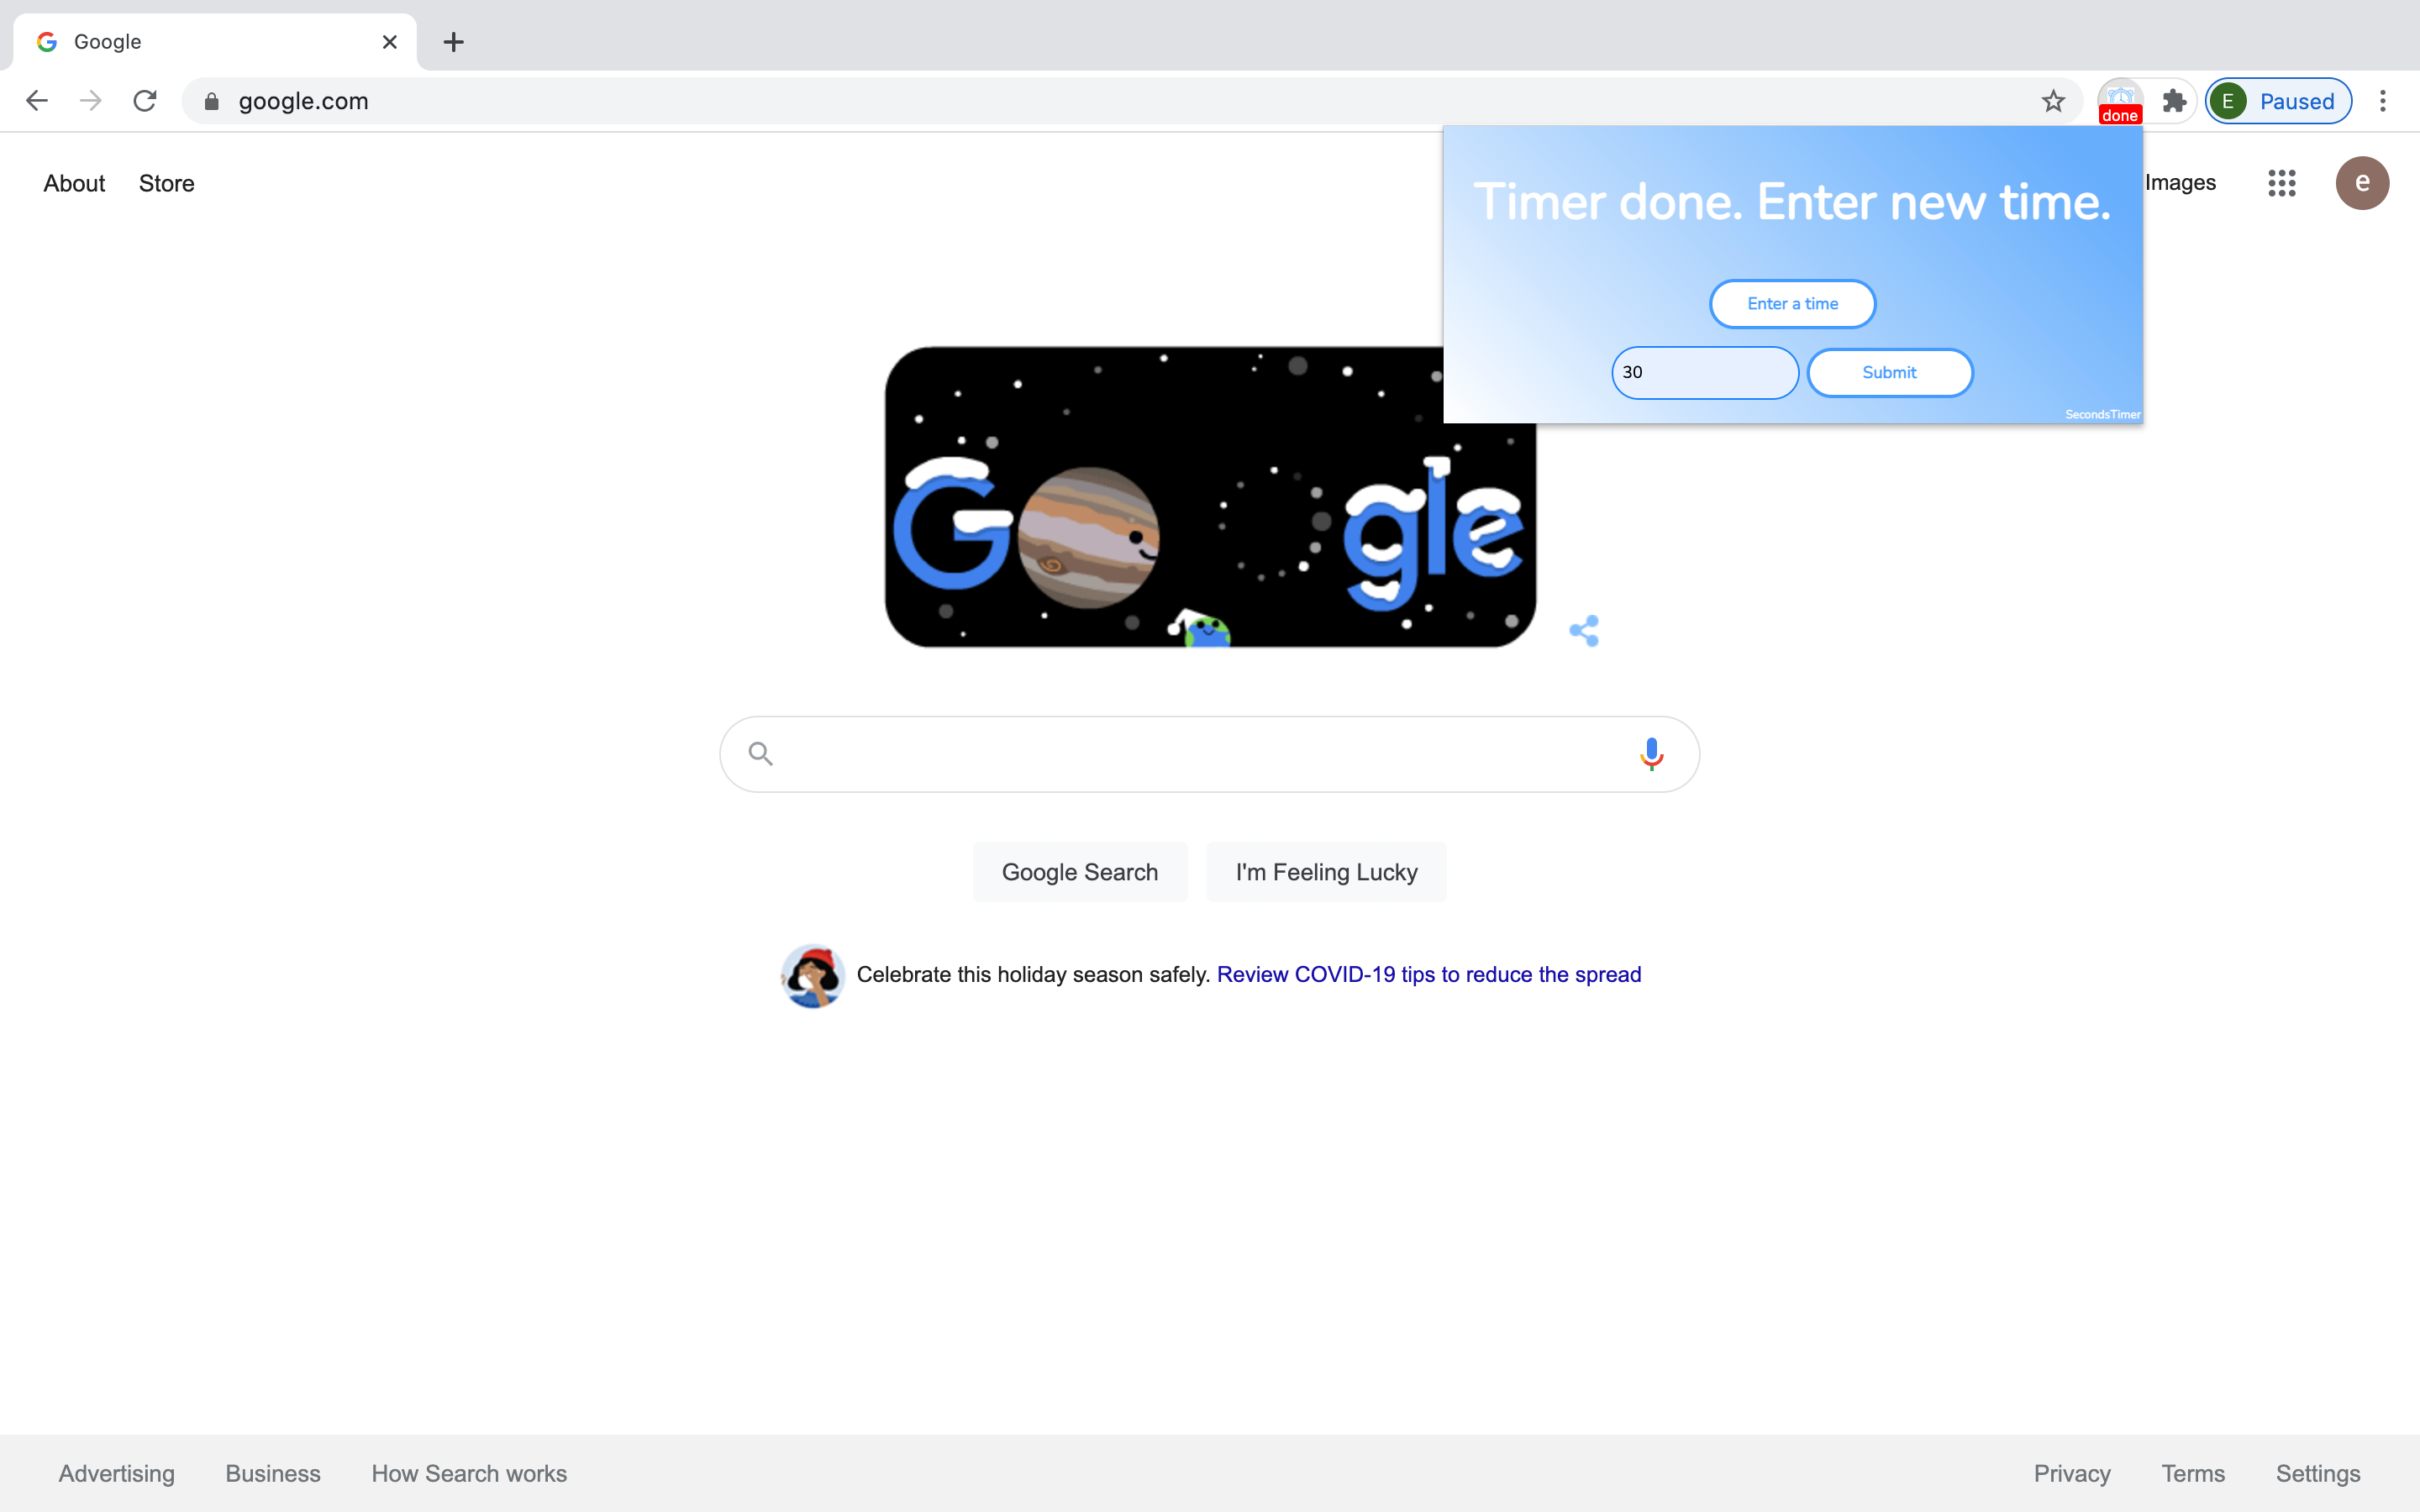 Google
google.com
done
E Paused
About Store
Images
e
Timer done. Enter new time.
Enter a time
30 Submit
SecondsTimer
Google
Google Search I'm Feeling Lucky
Celebrate this holiday season safely. Review COVID-19 tips to reduce the spread
Advertising Business How Search works Privacy Terms Settings